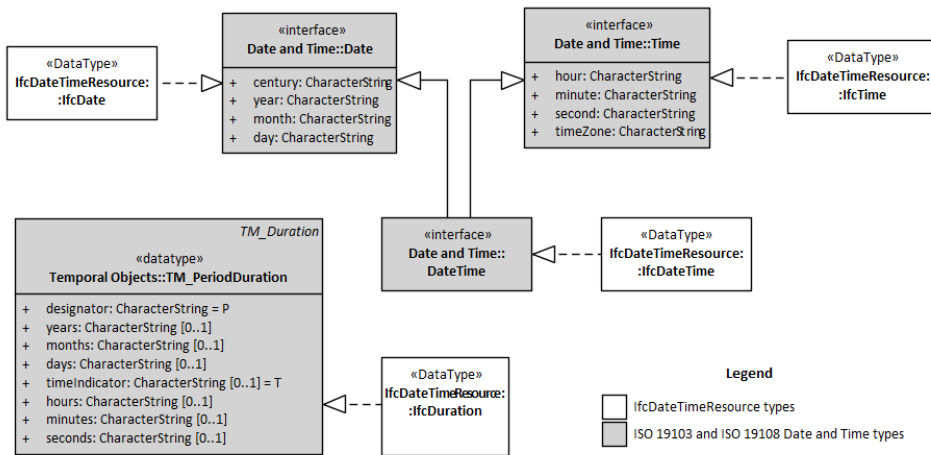 «DataType»
IfcDateTimeResource:
:IfcDate
«interface»
Date and Time::Date
+ century: CharacterString
+ year: CharacterString
+ month: CharacterString
+ day: CharacterString
«interface»
Date and Time::Time
+ hour: CharacterString
+ minute: CharacterString
+ second: CharacterString
+ timeZone: CharacterString
«DataType»
IfcDateTimeResource:
:IfcTime
TM_Duration
«datatype»
Temporal Objects::TM_PeriodDuration
+ designator: CharacterString = P
+ years: CharacterString [0..1]
+ months: CharacterString [0..1]
+ days: CharacterString [0..1]
+ timeIndicator: CharacterString [0..1] = T
+ hours: CharacterString [0..1]
+ minutes: CharacterString [0..1]
+ seconds: CharacterString [0..1]
«interface»
Date and Time::
DateTime
«DataType»
IfcDateTimeResource:
:IfcDateTime
«DataType»
IfcDateTimeResource:
:IfcDuration
Legend
IfcDateTimeResource types
ISO 19103 and ISO 19108 Date and Time types